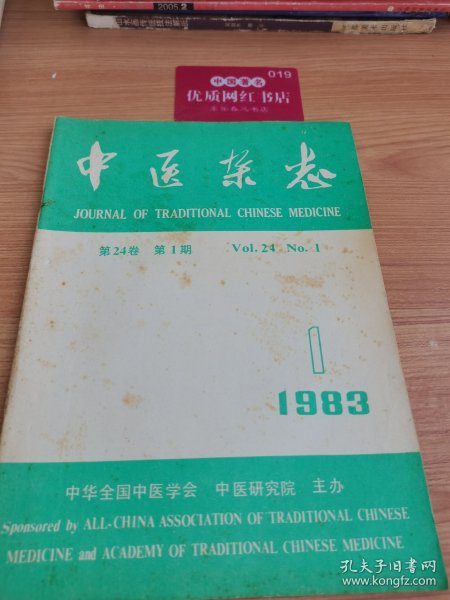 2005.2
019
中国著名
优质网红书店
中医杂志
JOURNAL OF TRADITIONAL CHINESE MEDICINE
第24卷 第1期 Vol.24 No.1
1
1983
中华全国中医学会 中医研究院 主办
Sponsored by ALL-CHINA ASSOCIATION OF TRADITIONAL CHINESE
MEDICINE and ACADEMY OF TRADITIONAL CHINESE MEDICINE
孔夫子旧书网
www.kongfz.com